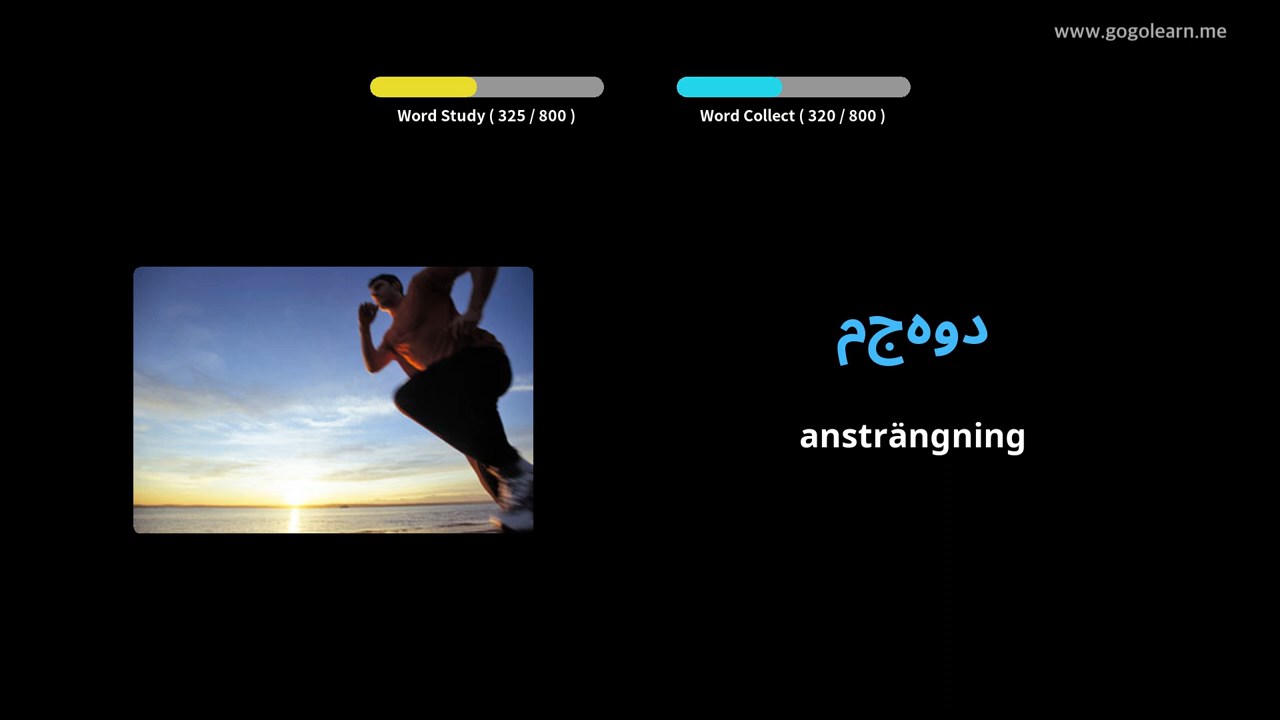 www.gogolearn.me
Word Study ( 325 / 800 )
Word Collect ( 320 / 800 )
مجهود
ansträngning